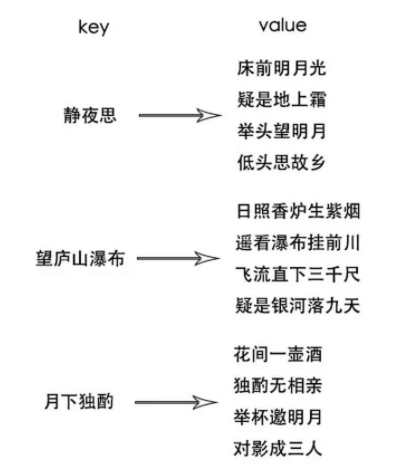 key value
静夜思
床前明月光
疑是地上霜
举头望明月
低头思故乡
望庐山瀑布
日照香炉生紫烟
遥看瀑布挂前川
飞流直下三千尺
疑是银河落九天
月下独酌
花间一壶酒
独酌无相亲
举杯邀明月
对影成三人